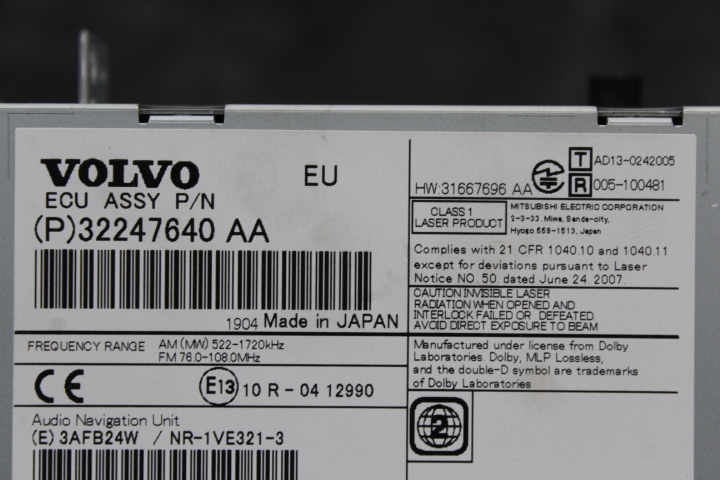 VOLVO EU
ECU ASSY P/N
(P)32247640 AA
1904 Made in JAPAN
FREQUENCY RANGE AM (MW) 522-1720kHz
FM 76.0-108.0MHz
CE E13 10 R - 04 12990
Audio Navigation Unit
(E) 3AFB24W / NR-1VE321-3
HW:31667696 AA
T AD13-0242005
R 005-100481
CLASS 1
LASER PRODUCT
MITSUBISHI ELECTRIC CORPORATION
2-3-33, Miwa, Sanda-city,
Hyogo 669-1513, Japan
Complies with 21 CFR 1040.10 and 1040.11
except for deviations pursuant to Laser
Notice NO. 50, dated June 24, 2007.
CAUTION INVISIBLE LASER
RADIATION WHEN OPENED AND
INTERLOCK FAILED OR DEFEATED.
AVOID DIRECT EXPOSURE TO BEAM
Manufactured under license from Dolby
Laboratories. Dolby, MLP Lossless,
and the double-D symbol are trademarks
of Dolby Laboratories
2